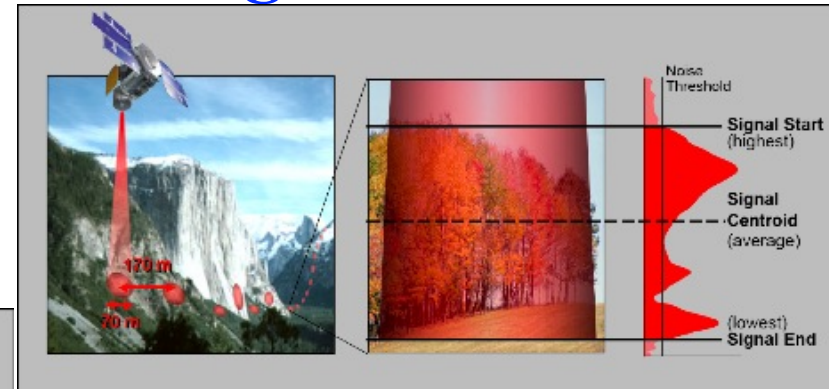 170 m
70 m
Noise
Threshold
Signal Start
(highest)
Signal
Centroid
(average)
(lowest)
Signal End